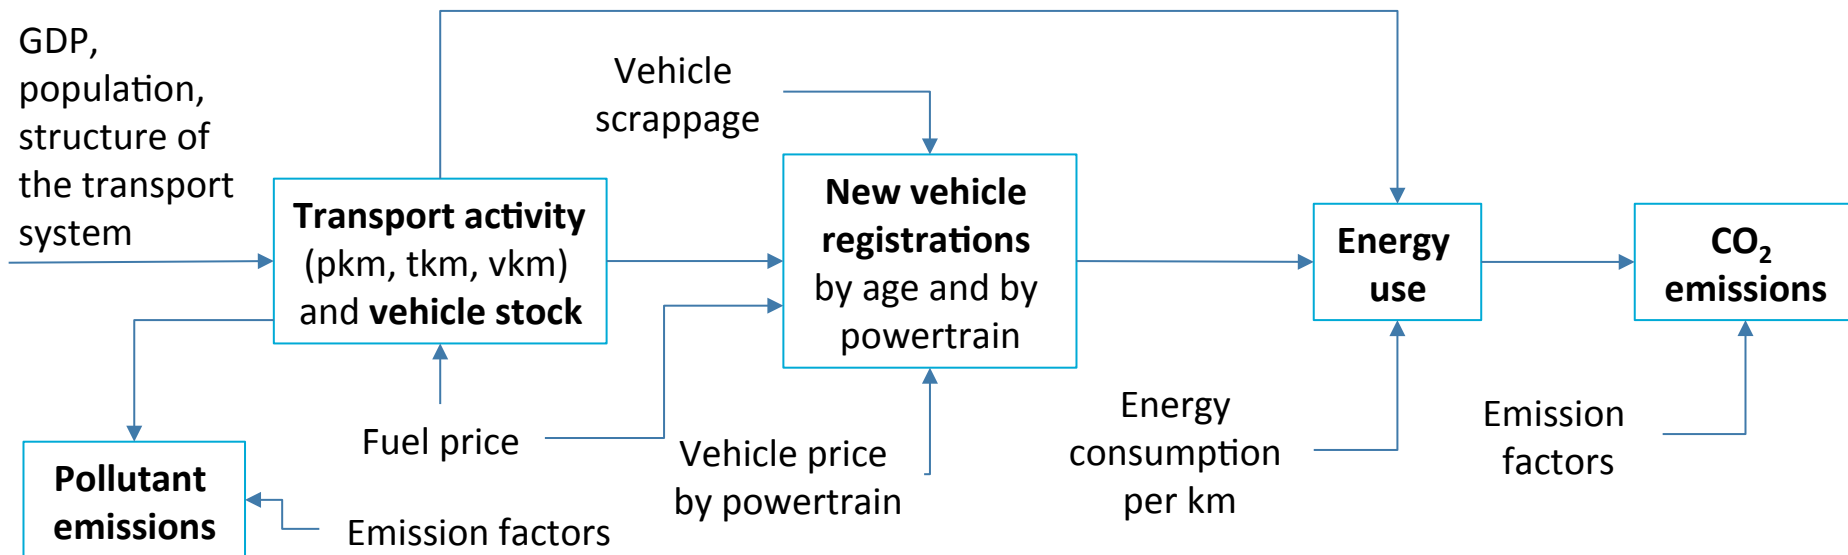 GDP,
population,
structure of
the transport
system
Vehicle
scrappage
Transport activity
(pkm, tkm, vkm)
and vehicle stock
New vehicle
registrations
by age and by
powertrain
Energy
use
CO₂
emissions
Fuel price
Vehicle price
by powertrain
Energy
consumption
per km
Emission
factors
Pollutant
emissions
Emission factors